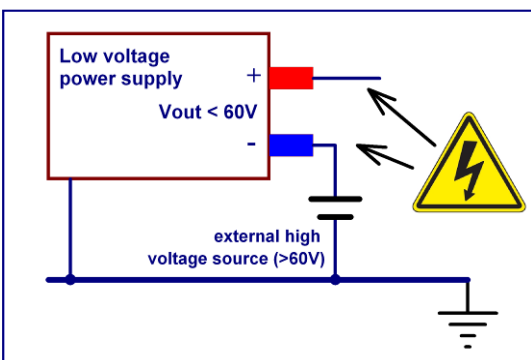 Low voltage
power supply
+
Vout < 60V
-
external high
voltage source (>60V)